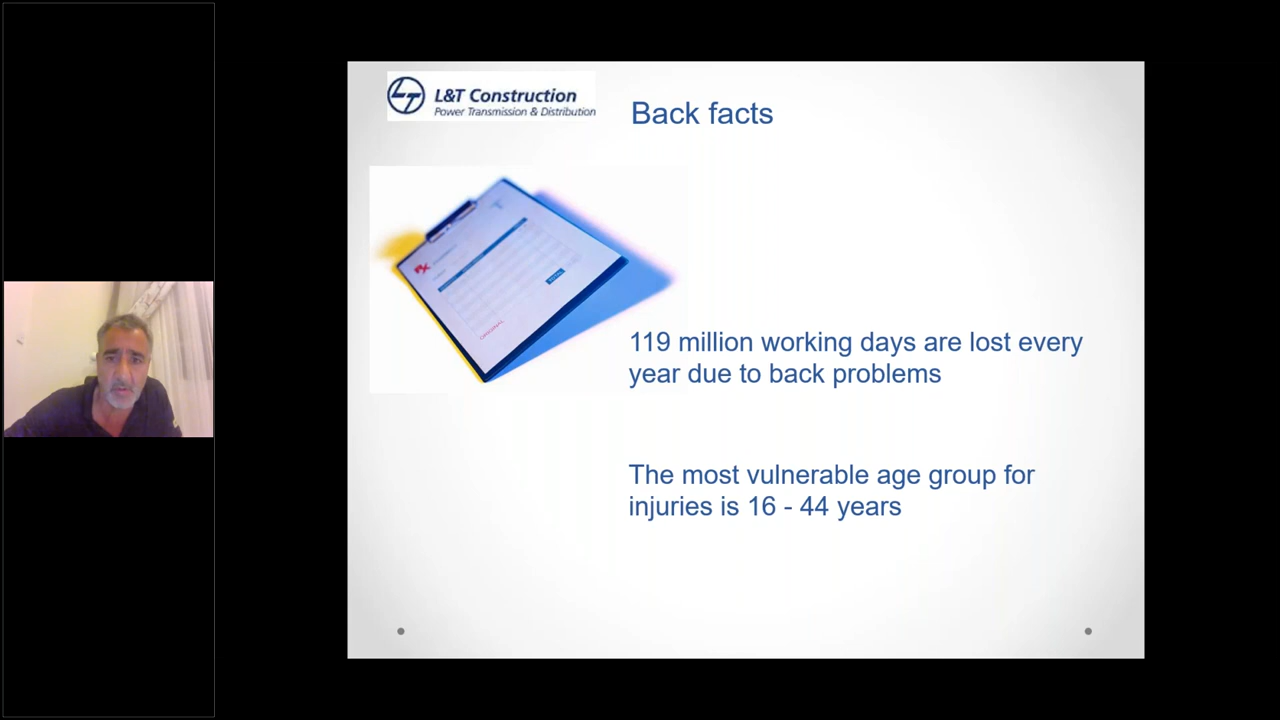 L&T Construction
Power Transmission & Distribution
Back facts
119 million working days are lost every
year due to back problems
The most vulnerable age group for
injuries is 16 - 44 years